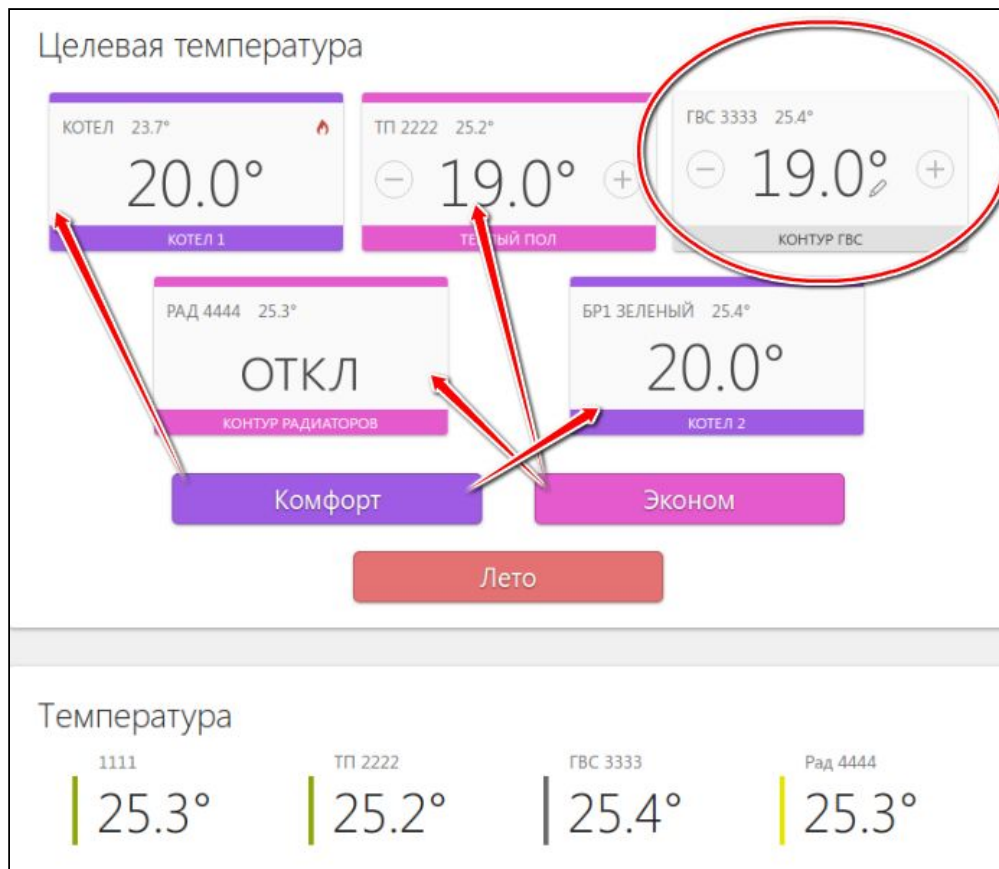 Целевая температура
КОТЕЛ 23.7°
20.0°
КОТЕЛ 1
ТП 2222 25.2°
19.0°
ТЕПЛЫЙ ПОЛ
ГВС 3333 25.4°
19.0°
КОНТУР ГВС
РАД 4444 25.3°
ОТКЛ
КОНТУР РАДИАТОРОВ
БР1 ЗЕЛЕНЫЙ 25.4°
20.0°
КОТЕЛ 2
Комфорт
Эконом
Лето
Температура
1111
25.3°
ТП 2222
25.2°
ГВС 3333
25.4°
Рад 4444
25.3°